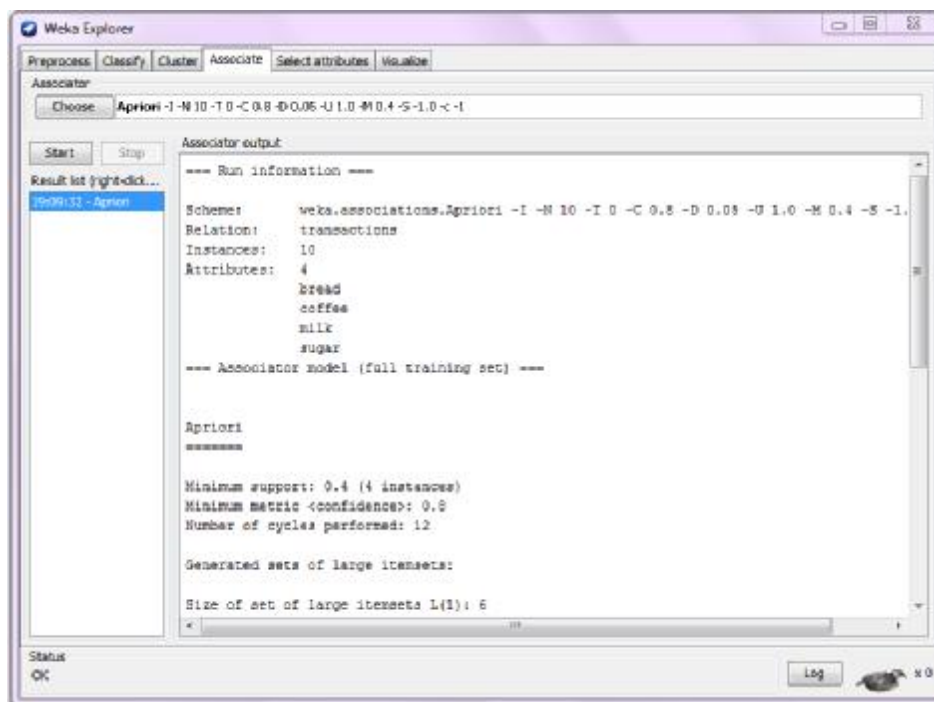 Weka Explorer
Preprocess Classify Cluster Associate Select attributes Visualize
Associator
Choose Apriori -I -N 10 -T 0 -C 0.8 -D 0.05 -U 1.0 -M 0.4 -S -1.0 -c -1
Start Stop
Result list (right-click...
19:09:32 - Apriori
Associator output
=== Run information ===
Scheme: weka.associations.Apriori -I -N 10 -T 0 -C 0.8 -D 0.05 -U 1.0 -M 0.4 -S -1.
Relation: transactions
Instances: 10
Attributes: 4
bread
coffee
milk
sugar
=== Associator model (full training set) ===
Apriori
=======
Minimum support: 0.4 (4 instances)
Minimum metric <confidence>: 0.8
Number of cycles performed: 12
Generated sets of large itemsets:
Size of set of large itemsets L(1): 6
Status
OK
Log x 0